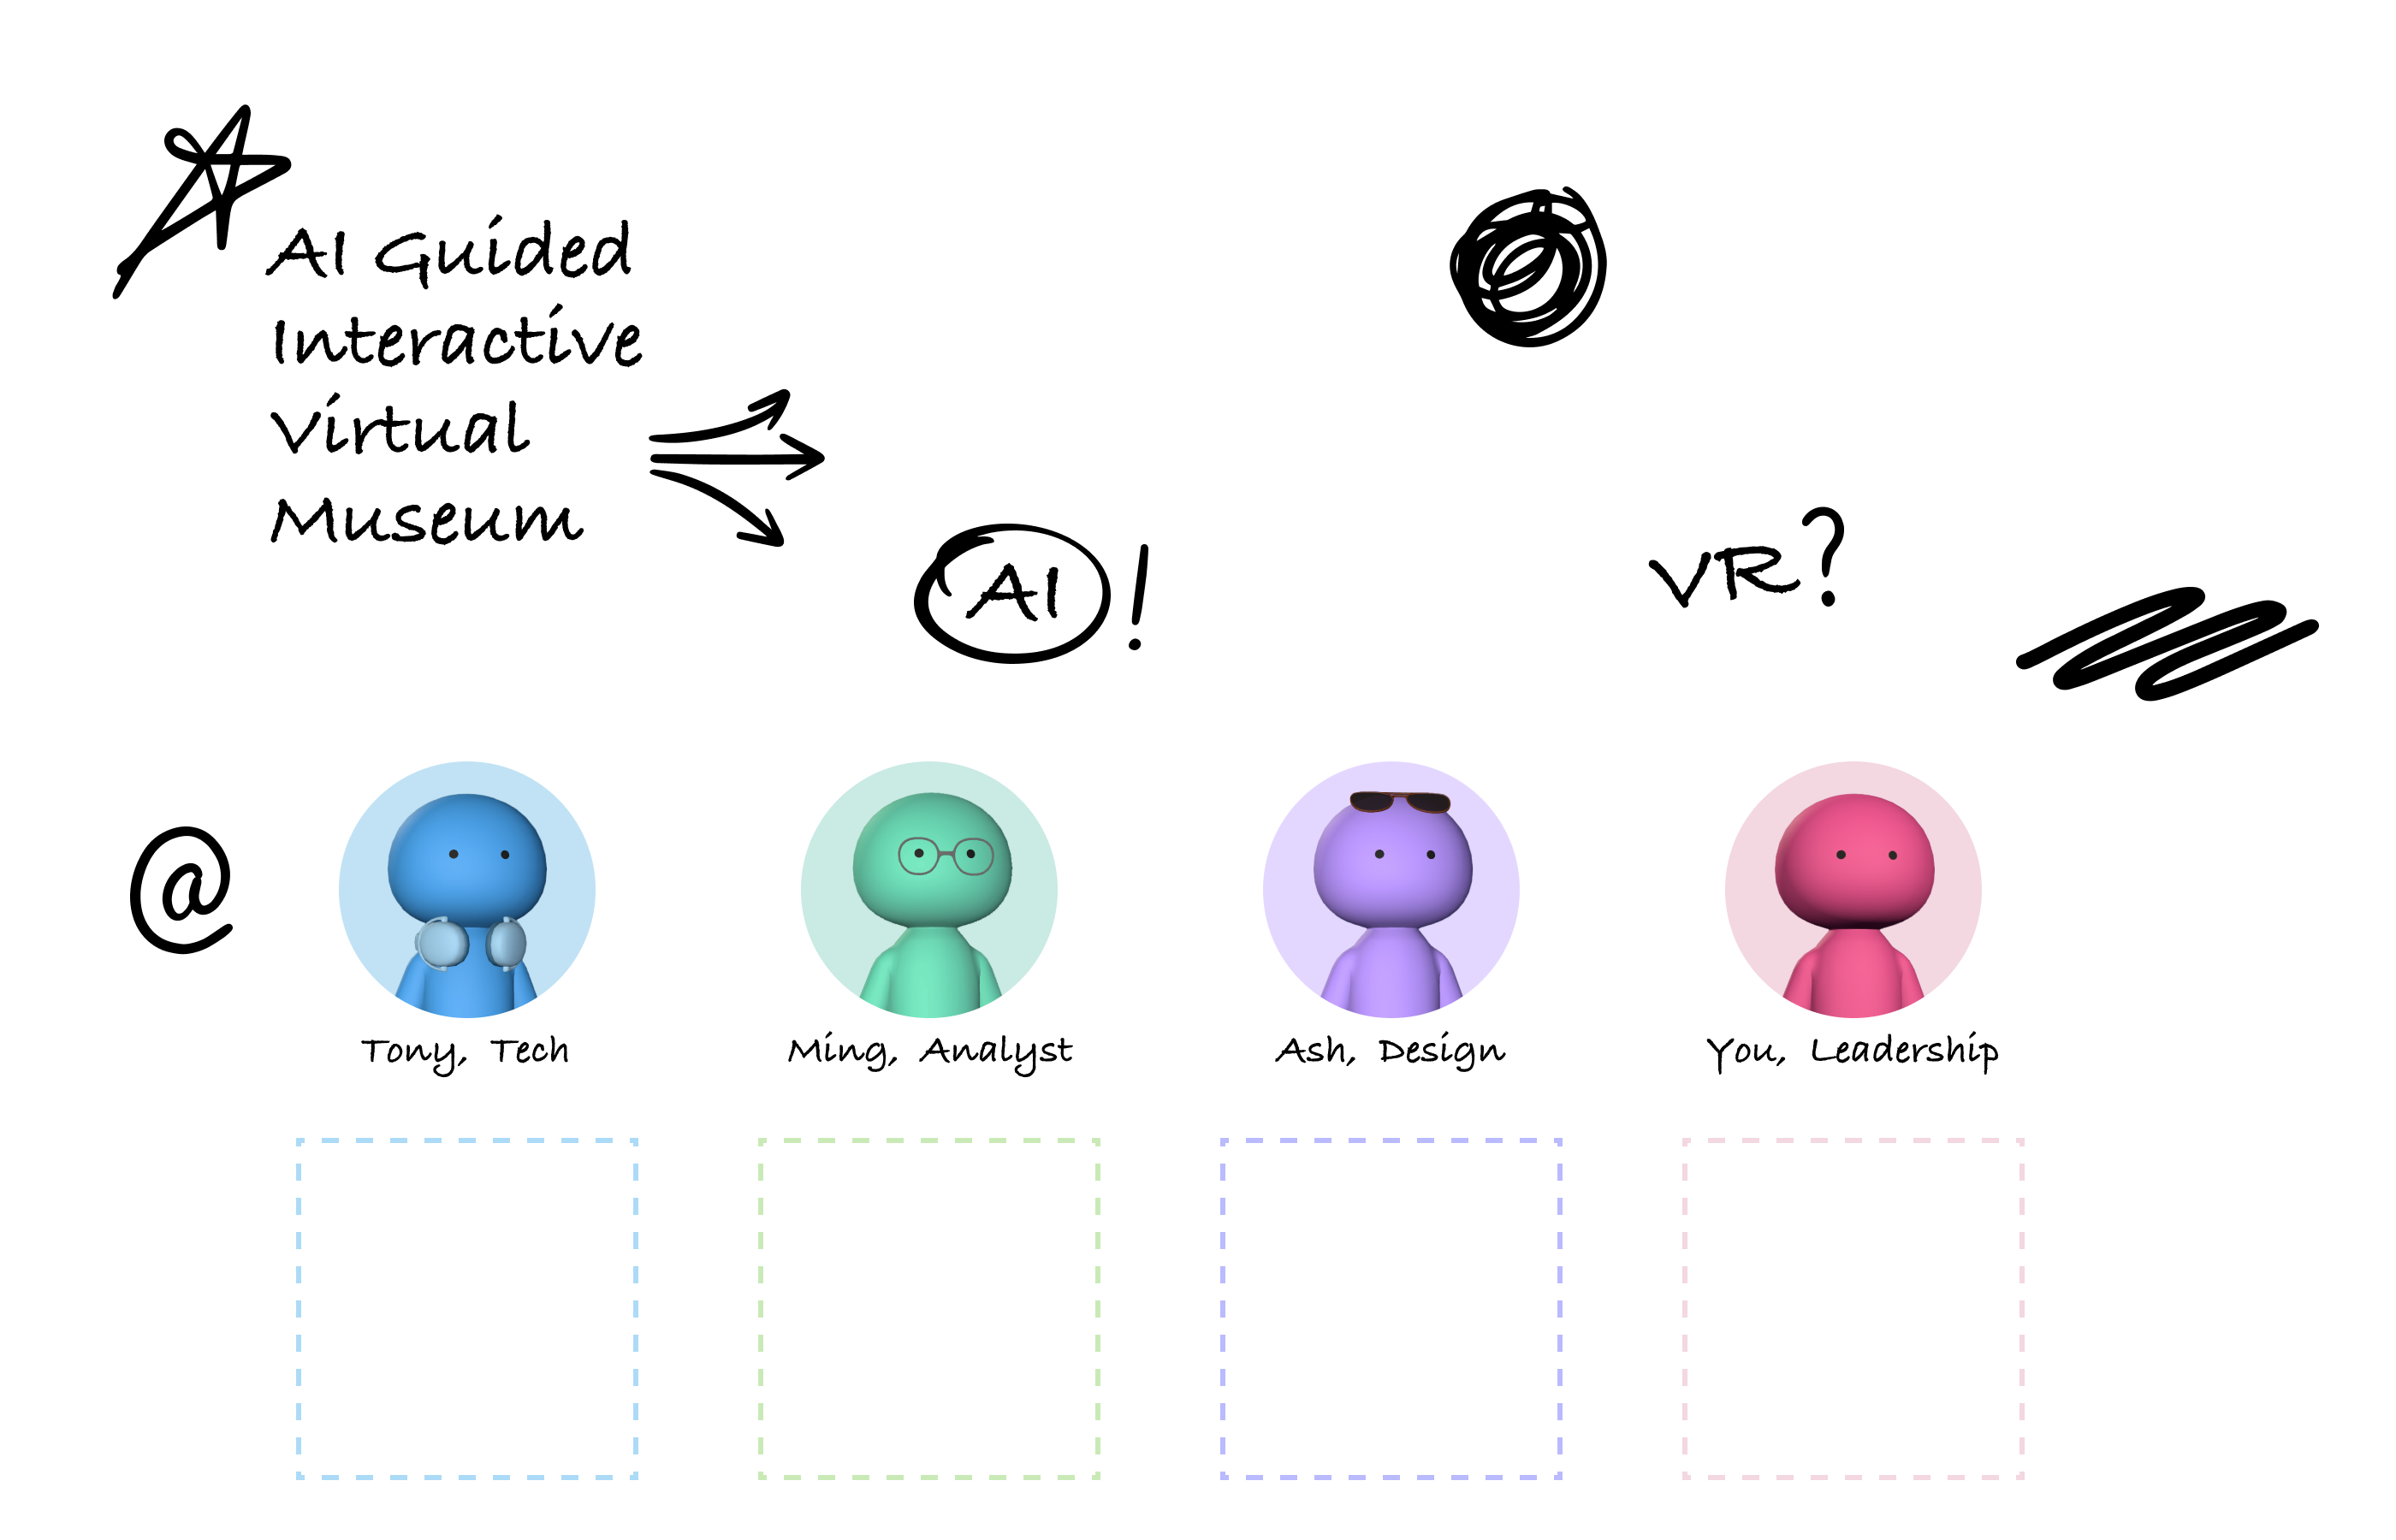 AI Guided
Interactive
Virtual
Museum
AI!
VR?
@
Tony, Tech
Ming, Analyst
Ash, Design
You, Leadership